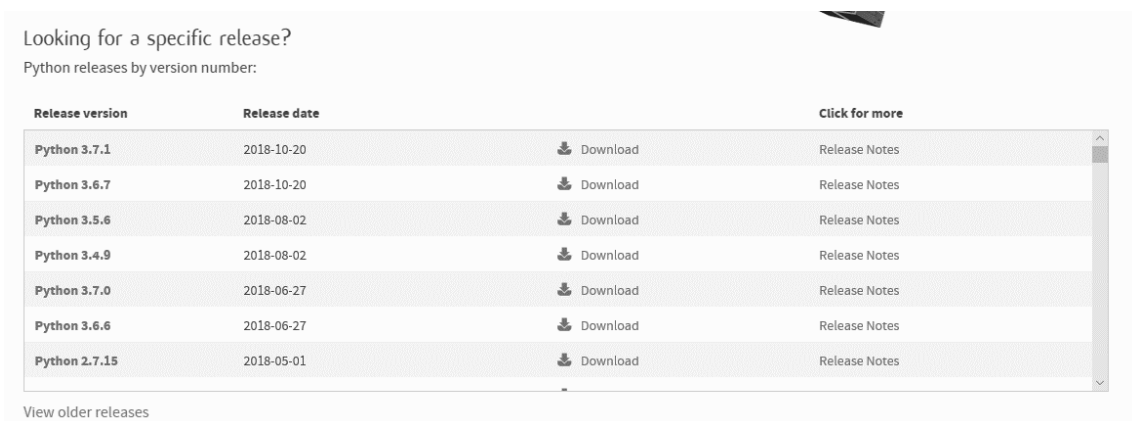 Looking for a specific release?
Python releases by version number:
Release version Release date Click for more
Python 3.7.1 2018-10-20 Download Release Notes
Python 3.6.7 2018-10-20 Download Release Notes
Python 3.5.6 2018-08-02 Download Release Notes
Python 3.4.9 2018-08-02 Download Release Notes
Python 3.7.0 2018-06-27 Download Release Notes
Python 3.6.6 2018-06-27 Download Release Notes
Python 2.7.15 2018-05-01 Download Release Notes
View older releases